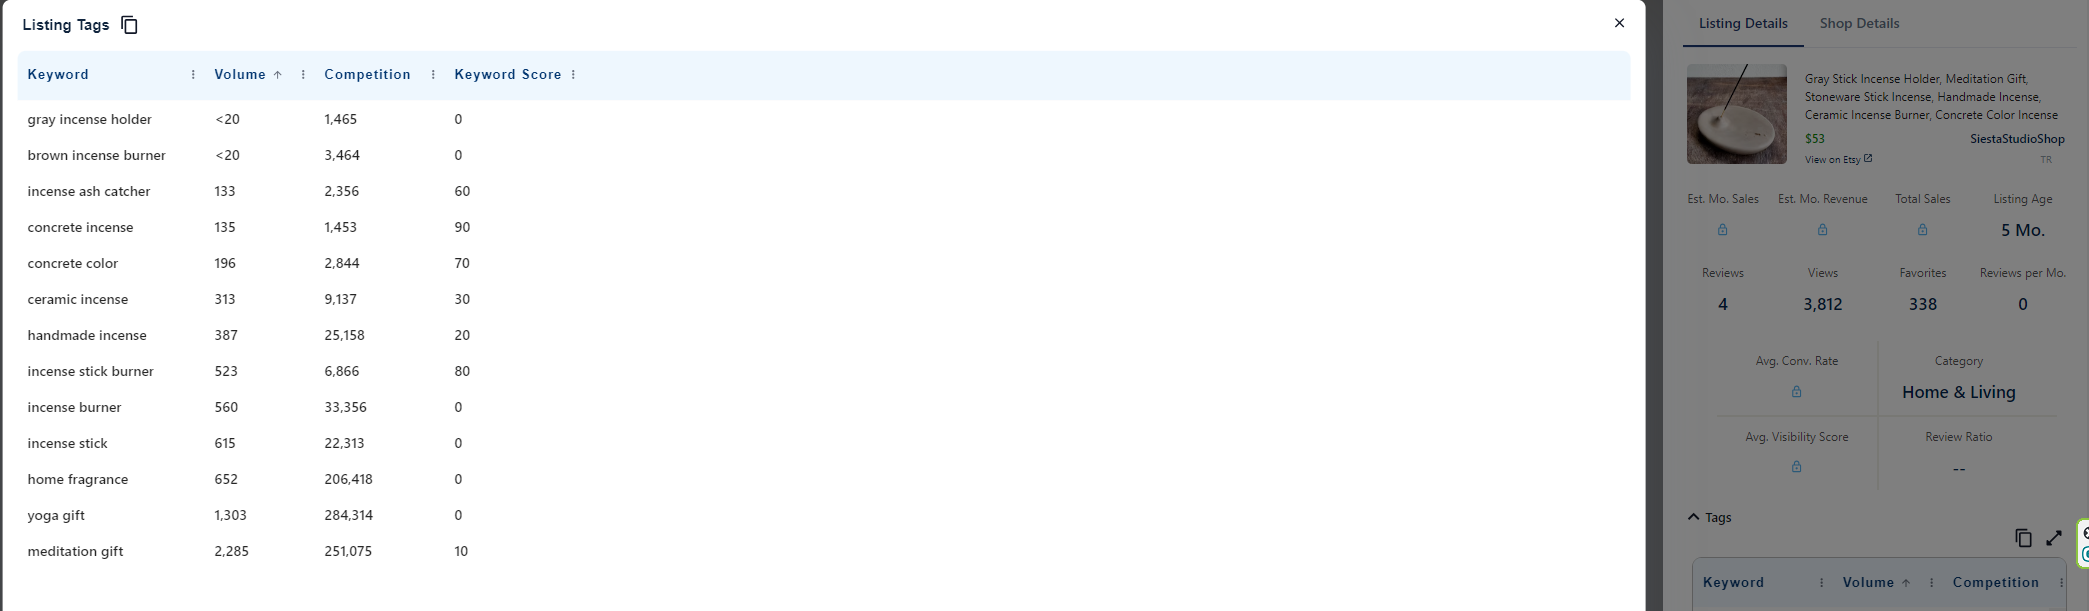 Listing Tags
Keyword Volume Competition Keyword Score
gray incense holder <20 1,465 0
brown incense burner <20 3,464 0
incense ash catcher 133 2,356 60
concrete incense 135 1,453 90
concrete color 196 2,844 70
ceramic incense 313 9,137 30
handmade incense 387 25,158 20
incense stick burner 523 6,866 80
incense burner 560 33,356 0
incense stick 615 22,313 0
home fragrance 652 206,418 0
yoga gift 1,303 284,314 0
meditation gift 2,285 251,075 10
Listing Details Shop Details
Gray Stick Incense Holder, Meditation Gift,
Stoneware Stick Incense, Handmade Incense,
Ceramic Incense Burner, Concrete Color Incense
$53 SiestaStudioShop
View on Etsy TR
Est. Mo. Sales Est. Mo. Revenue Total Sales Listing Age
5 Mo.
Reviews Views Favorites Reviews per Mo.
4 3,812 338 0
Avg. Conv. Rate Category
Home & Living
Avg. Visibility Score Review Ratio
--
Tags
Keyword Volume Competition